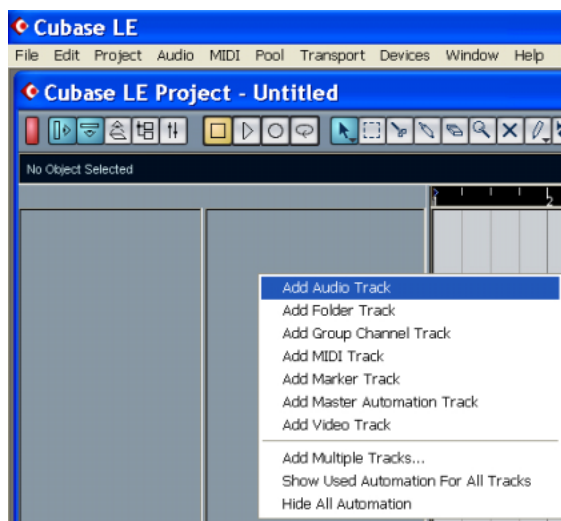 Cubase LE
File Edit Project Audio MIDI Pool Transport Devices Window Help
Cubase LE Project - Untitled
No Object Selected
1 2
Add Audio Track
Add Folder Track
Add Group Channel Track
Add MIDI Track
Add Marker Track
Add Master Automation Track
Add Video Track
Add Multiple Tracks...
Show Used Automation For All Tracks
Hide All Automation